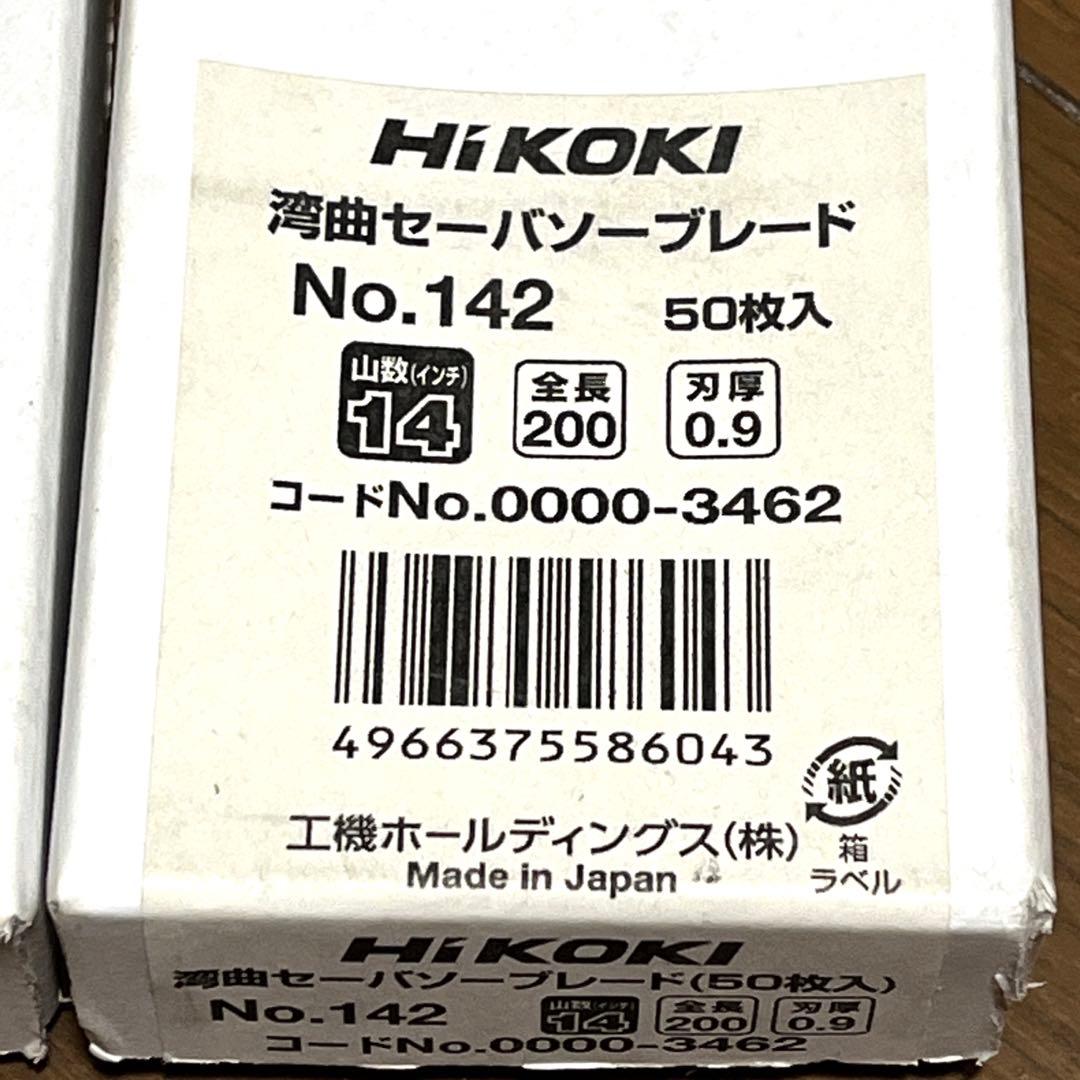 HiKOKI
湾曲セーバソーブレード
No.142 50枚入
山数(インチ) 全長 刃厚
14 200 0.9
コードNo.0000-3462
4966375586043
紙
工機ホールディングス(株) 箱
Made in Japan ラベル
HiKOKI
湾曲セーバソーブレード(50枚入)
No.142 山数(インチ) 全長 刃厚
14 200 0.9
コードNo.0000-3462